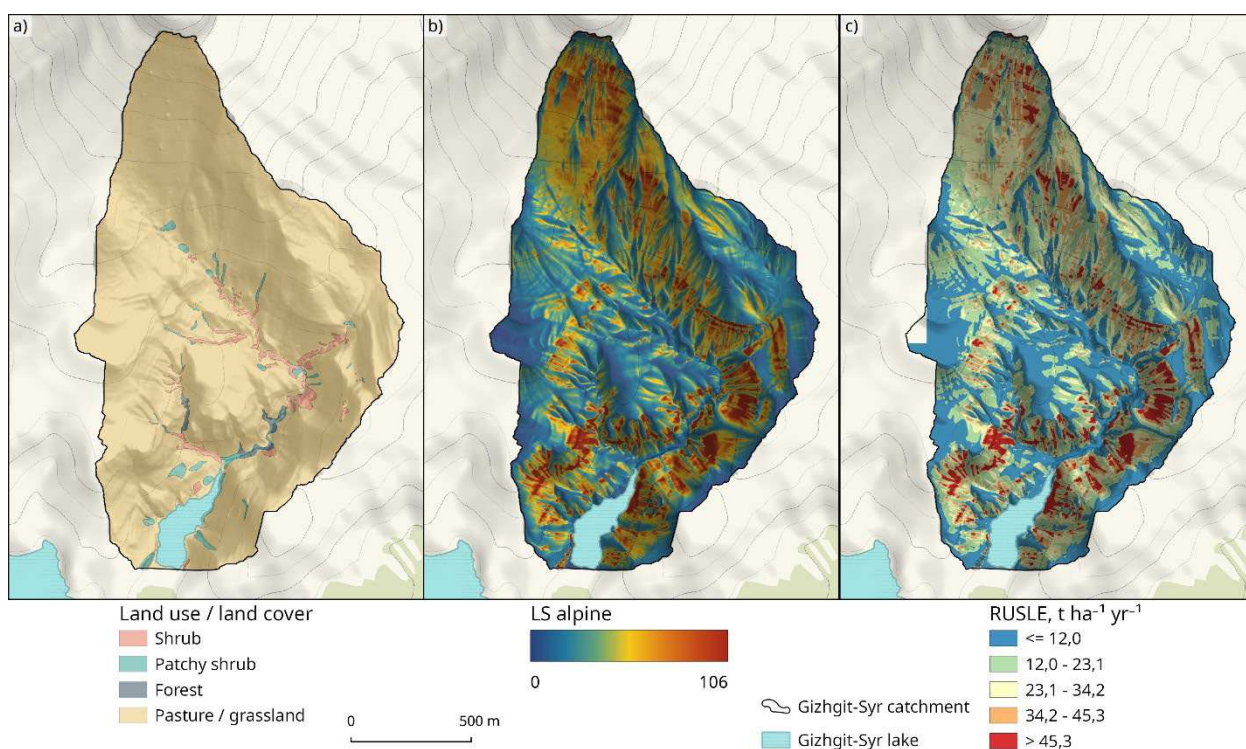 a)
b)
c)
Land use / land cover
Shrub
Patchy shrub
Forest
Pasture / grassland
0
500 m
LS alpine
0
106
Gizhgit-Syr catchment
Gizhgit-Syr lake
RUSLE, t ha⁻¹ yr⁻¹
<= 12,0
12,0 - 23,1
23,1 - 34,2
34,2 - 45,3
> 45,3